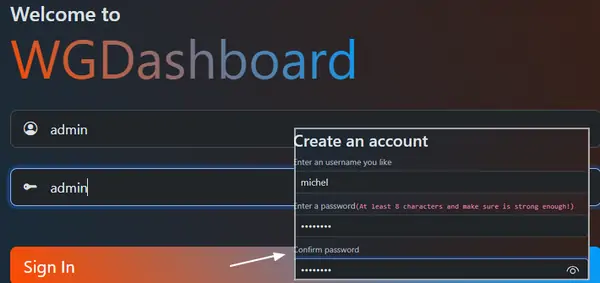 Welcome to
WGDashboard
admin
admin
Sign In
Create an account
Enter an username you like
michel
Enter a password(At least 8 characters and make sure is strong enough!)
••••••••
Confirm password
••••••••